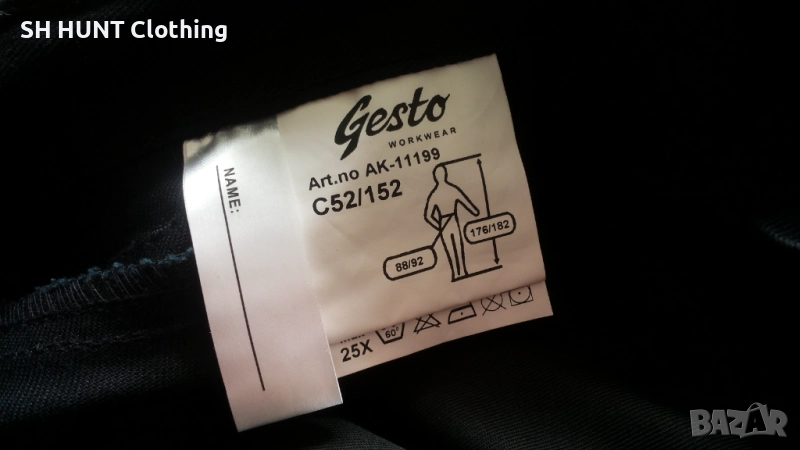 SH HUNT Clothing
Gesto
WORKWEAR
Art.no AK-11199
C52/152
176/182
88/92
NAME:
60°
25X
BAZAR